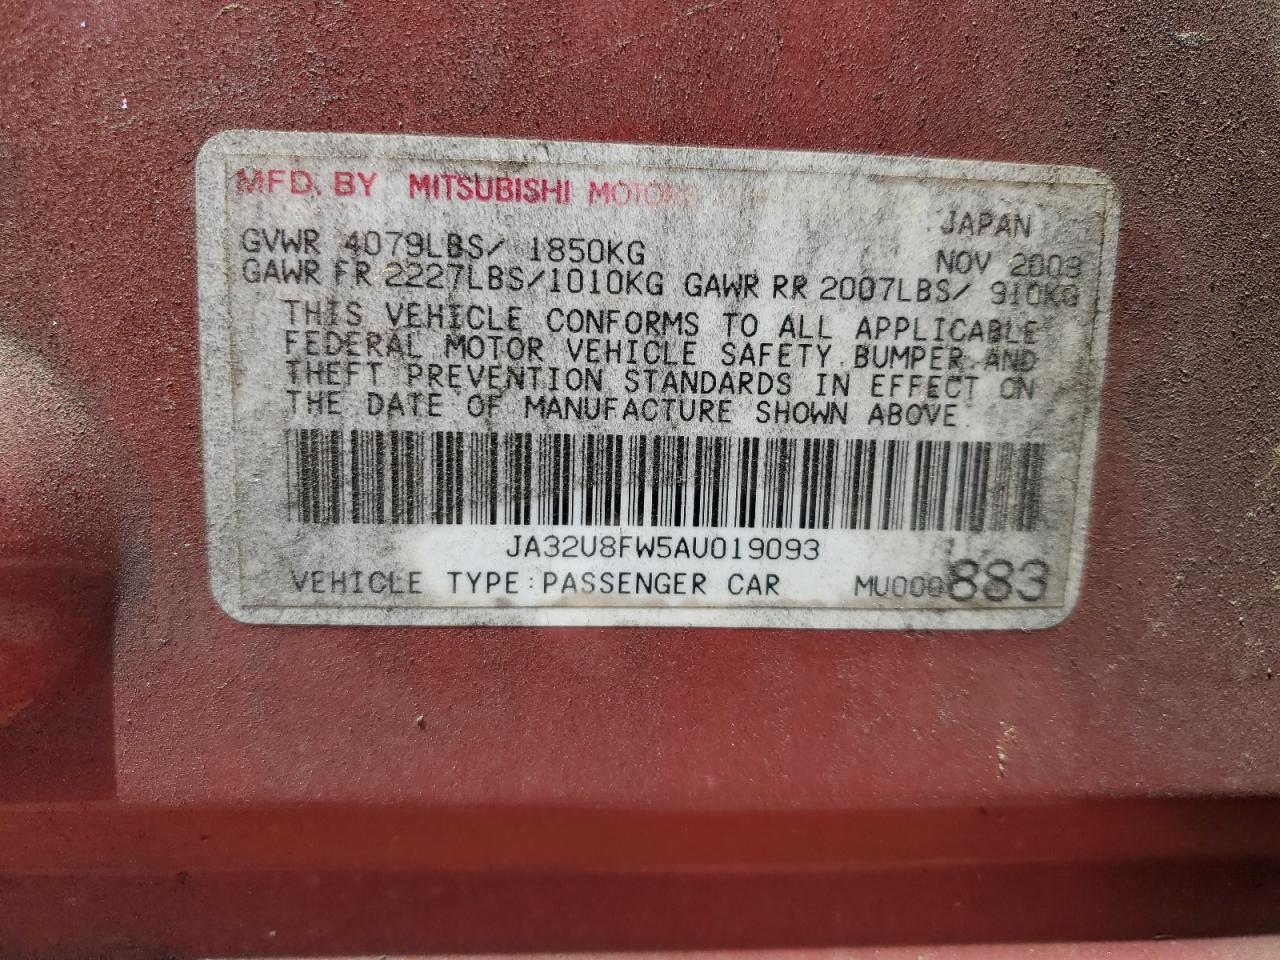 MFD. BY MITSUBISHI MOTORS
JAPAN
GVWR 4079LBS/ 1850KG
NOV 2009
GAWR FR 2227LBS/1010KG GAWR RR 2007LBS/ 910KG
THIS VEHICLE CONFORMS TO ALL APPLICABLE
FEDERAL MOTOR VEHICLE SAFETY, BUMPER AND
THEFT PREVENTION STANDARDS IN EFFECT ON
THE DATE OF MANUFACTURE SHOWN ABOVE.
JA32U8FW5AU019093
VEHICLE TYPE:PASSENGER CAR MU000883